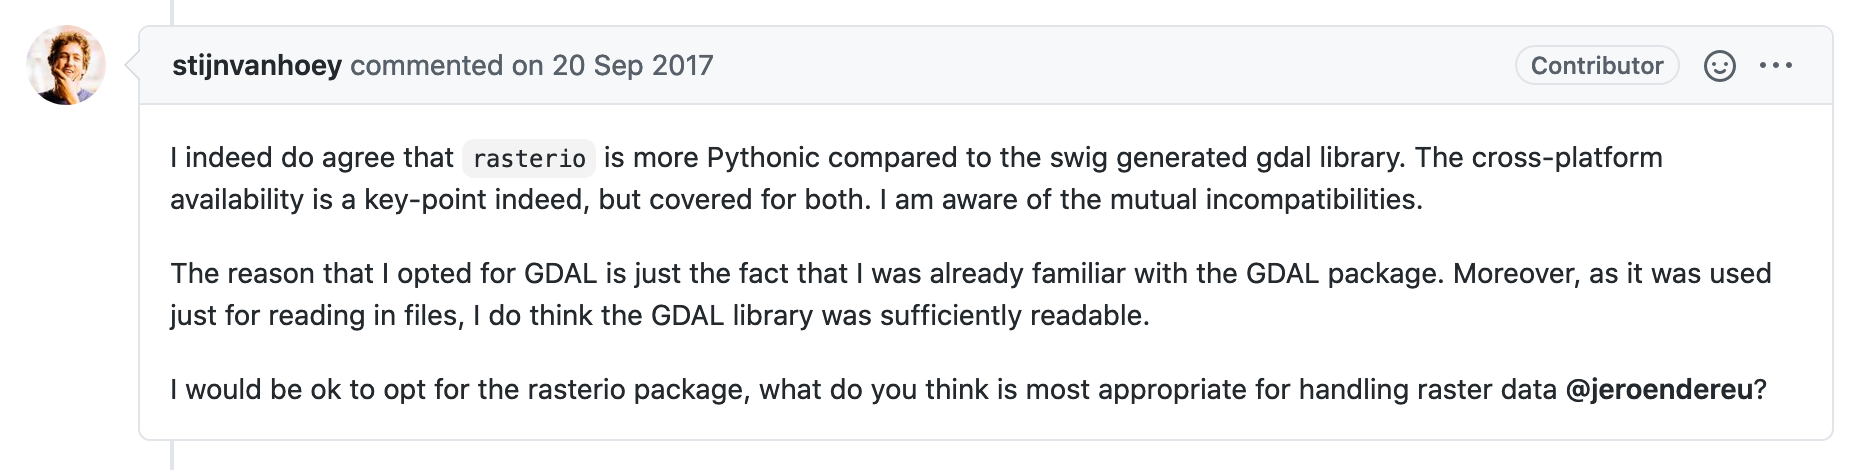 stijnvanhoey commented on 20 Sep 2017
Contributor
I indeed do agree that rasterio is more Pythonic compared to the swig generated gdal library. The cross-platform
availability is a key-point indeed, but covered for both. I am aware of the mutual incompatibilities.
The reason that I opted for GDAL is just the fact that I was already familiar with the GDAL package. Moreover, as it was used
just for reading in files, I do think the GDAL library was sufficiently readable.
I would be ok to opt for the rasterio package, what do you think is most appropriate for handling raster data @jeroendereu?